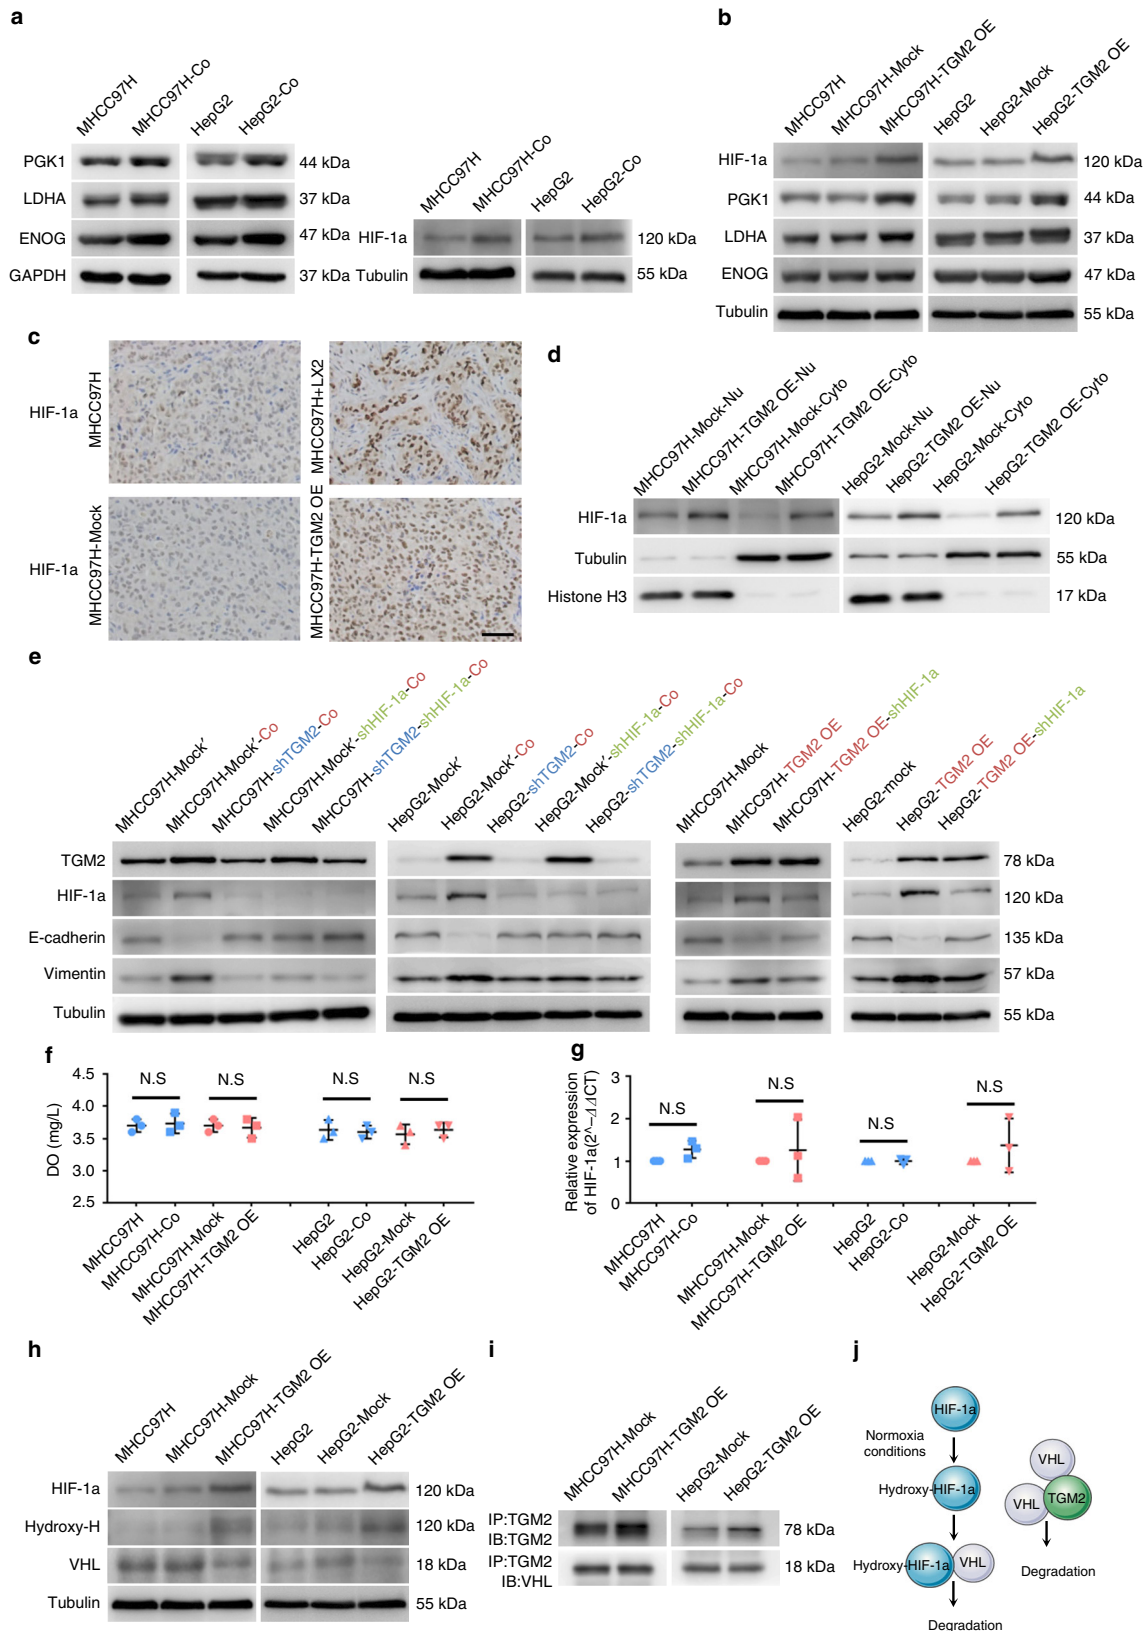 a
MHCC97H
MHCC97H-Co
HepG2
HepG2-Co
PGK1
44 kDa
LDHA
37 kDa
ENOG
47 kDa
GAPDH
37 kDa
MHCC97H
MHCC97H-Co
HepG2
HepG2-Co
HIF-1a
120 kDa
Tubulin
55 kDa
b
MHCC97H
MHCC97H-Mock
MHCC97H-TGM2 OE
HepG2
HepG2-Mock
HepG2-TGM2 OE
HIF-1a
120 kDa
PGK1
44 kDa
LDHA
37 kDa
ENOG
47 kDa
Tubulin
55 kDa
c
HIF-1a
MHCC97H
MHCC97H+LX2
HIF-1a
MHCC97H-Mock
MHCC97H-TGM2 OE
d
MHCC97H-Mock-Nu
MHCC97H-TGM2 OE-Nu
MHCC97H-Mock-Cyto
MHCC97H-TGM2 OE-Cyto
HepG2-Mock-Nu
HepG2-TGM2 OE-Nu
HepG2-Mock-Cyto
HepG2-TGM2 OE-Cyto
HIF-1a
120 kDa
Tubulin
55 kDa
Histone H3
17 kDa
e
MHCC97H-Mock'
MHCC97H-Mock'-Co
MHCC97H-shTGM2-Co
MHCC97H-Mock'-shHIF-1a-Co
MHCC97H-shTGM2-shHIF-1a-Co
HepG2-Mock'
HepG2-Mock'-Co
HepG2-shTGM2-Co
HepG2-Mock'-shHIF-1a-Co
HepG2-shTGM2-shHIF-1a-Co
MHCC97H-Mock
MHCC97H-TGM2 OE
MHCC97H-TGM2 OE-shHIF-1a
HepG2-mock
HepG2-TGM2 OE
HepG2-TGM2 OE-shHIF-1a
TGM2
78 kDa
HIF-1a
120 kDa
E-cadherin
135 kDa
Vimentin
57 kDa
Tubulin
55 kDa
f
DO (mg/L)
4.5
4.0
3.5
3.0
2.5
N.S
N.S
N.S
N.S
MHCC97H
MHCC97H-Co
MHCC97H-Mock
MHCC97H-TGM2 OE
HepG2
HepG2-Co
HepG2-Mock
HepG2-TGM2 OE
g
Relative expression
of HIF-1a(2^−ΔΔCT)
3
2
1
0
N.S
N.S
N.S
N.S
MHCC97H
MHCC97H-Co
MHCC97H-Mock
MHCC97H-TGM2 OE
HepG2
HepG2-Co
HepG2-Mock
HepG2-TGM2 OE
h
MHCC97H
MHCC97H-Mock
MHCC97H-TGM2 OE
HepG2
HepG2-Mock
HepG2-TGM2 OE
HIF-1a
120 kDa
Hydroxy-H
120 kDa
VHL
18 kDa
Tubulin
55 kDa
i
MHCC97H-Mock
MHCC97H-TGM2 OE
HepG2-Mock
HepG2-TGM2 OE
IP:TGM2
IB:TGM2
78 kDa
IP:TGM2
IB:VHL
18 kDa
j
HIF-1a
Normoxia
conditions
Hydroxy-HIF-1a
Hydroxy-HIF-1a
VHL
Degradation
VHL
VHL
TGM2
Degradation